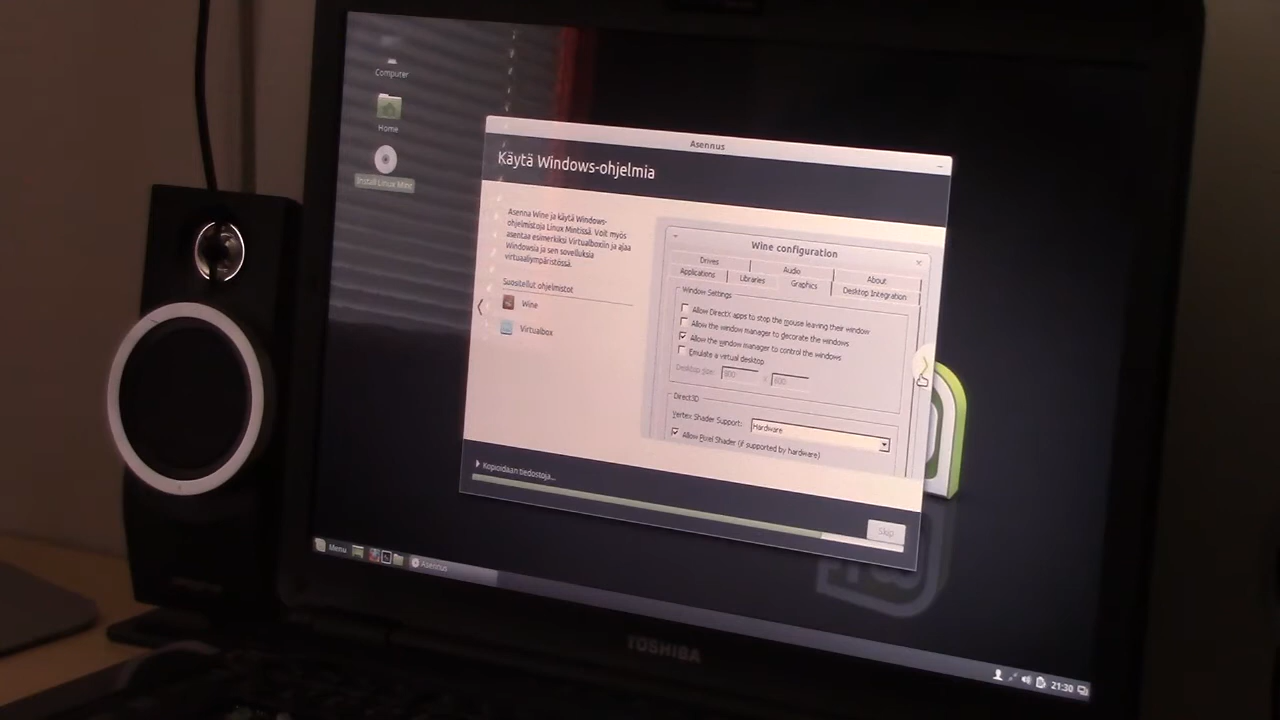 Computer
Home
Install Linux Mint
Asennus
Käytä Windows-ohjelmia
Asenna Wine ja käytä Windows-
ohjelmistoja Linux Mintissä. Voit myös
asentaa esimerkiksi Virtualboxiin ja ajaa
Windowsia ja sen sovelluksia
virtuaaliympäristössä.
Suositellut ohjelmistot
Wine
Virtualbox
Wine configuration
Drives
Audio
About
Applications
Libraries
Graphics
Desktop Integration
Window Settings
Allow DirectX apps to stop the mouse leaving their window
Allow the window manager to decorate the windows
Allow the window manager to control the windows
Emulate a virtual desktop
Desktop size:
600
x
600
Direct3D
Vertex Shader Support:
Hardware
Allow Pixel Shader (if supported by hardware)
Kopioidaan tiedostoja...
Skip
Menu
Asennus
21:30
TOSHIBA